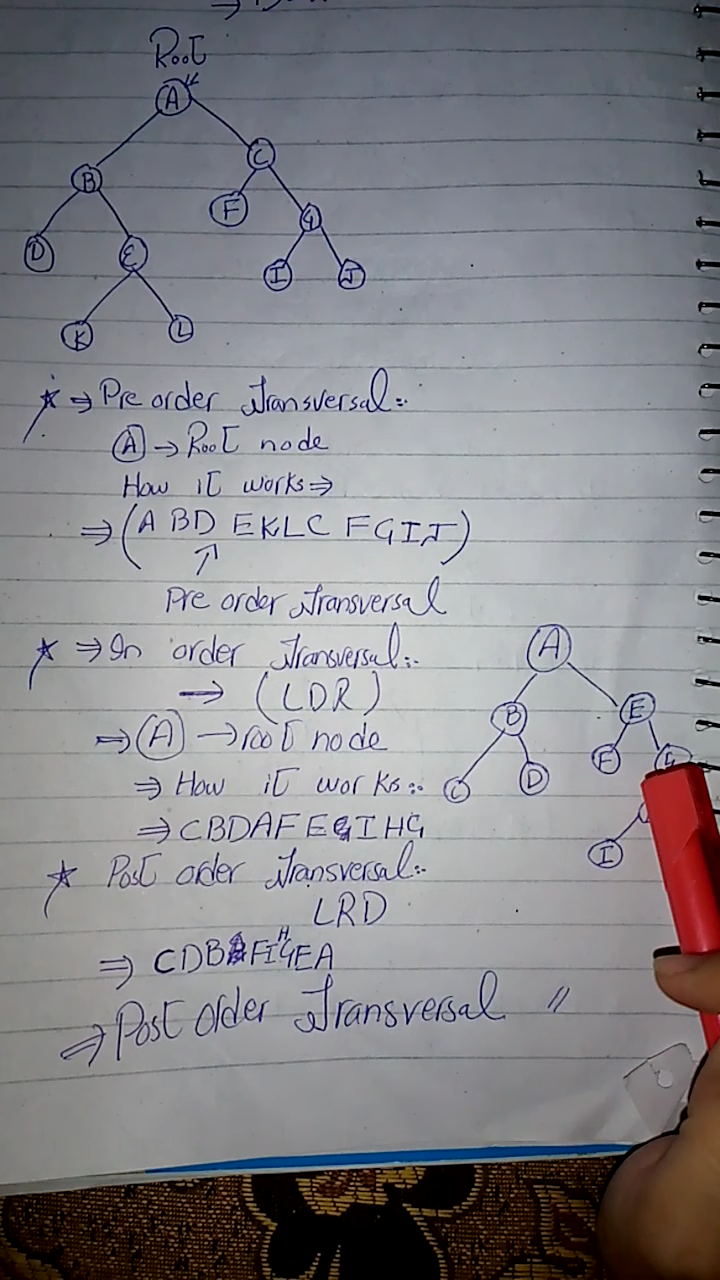 Root
A
B
C
D
E
F
G
I
J
K
L
⇒ Pre order Transversal:-
A → Root node
How it works ⇒
⇒ (A BD EKLC FGIJ)
Pre order Transversal
⇒ In order Transversal:-
→ (LDR)
⇒ (A) → root node
⇒ How it works:-
⇒ CBDAFEGIHG
A
B
E
C
D
F
G
I
Post order Transversal:-
LRD
⇒ CDBFIHGEA
⇒ Post order Transversal //